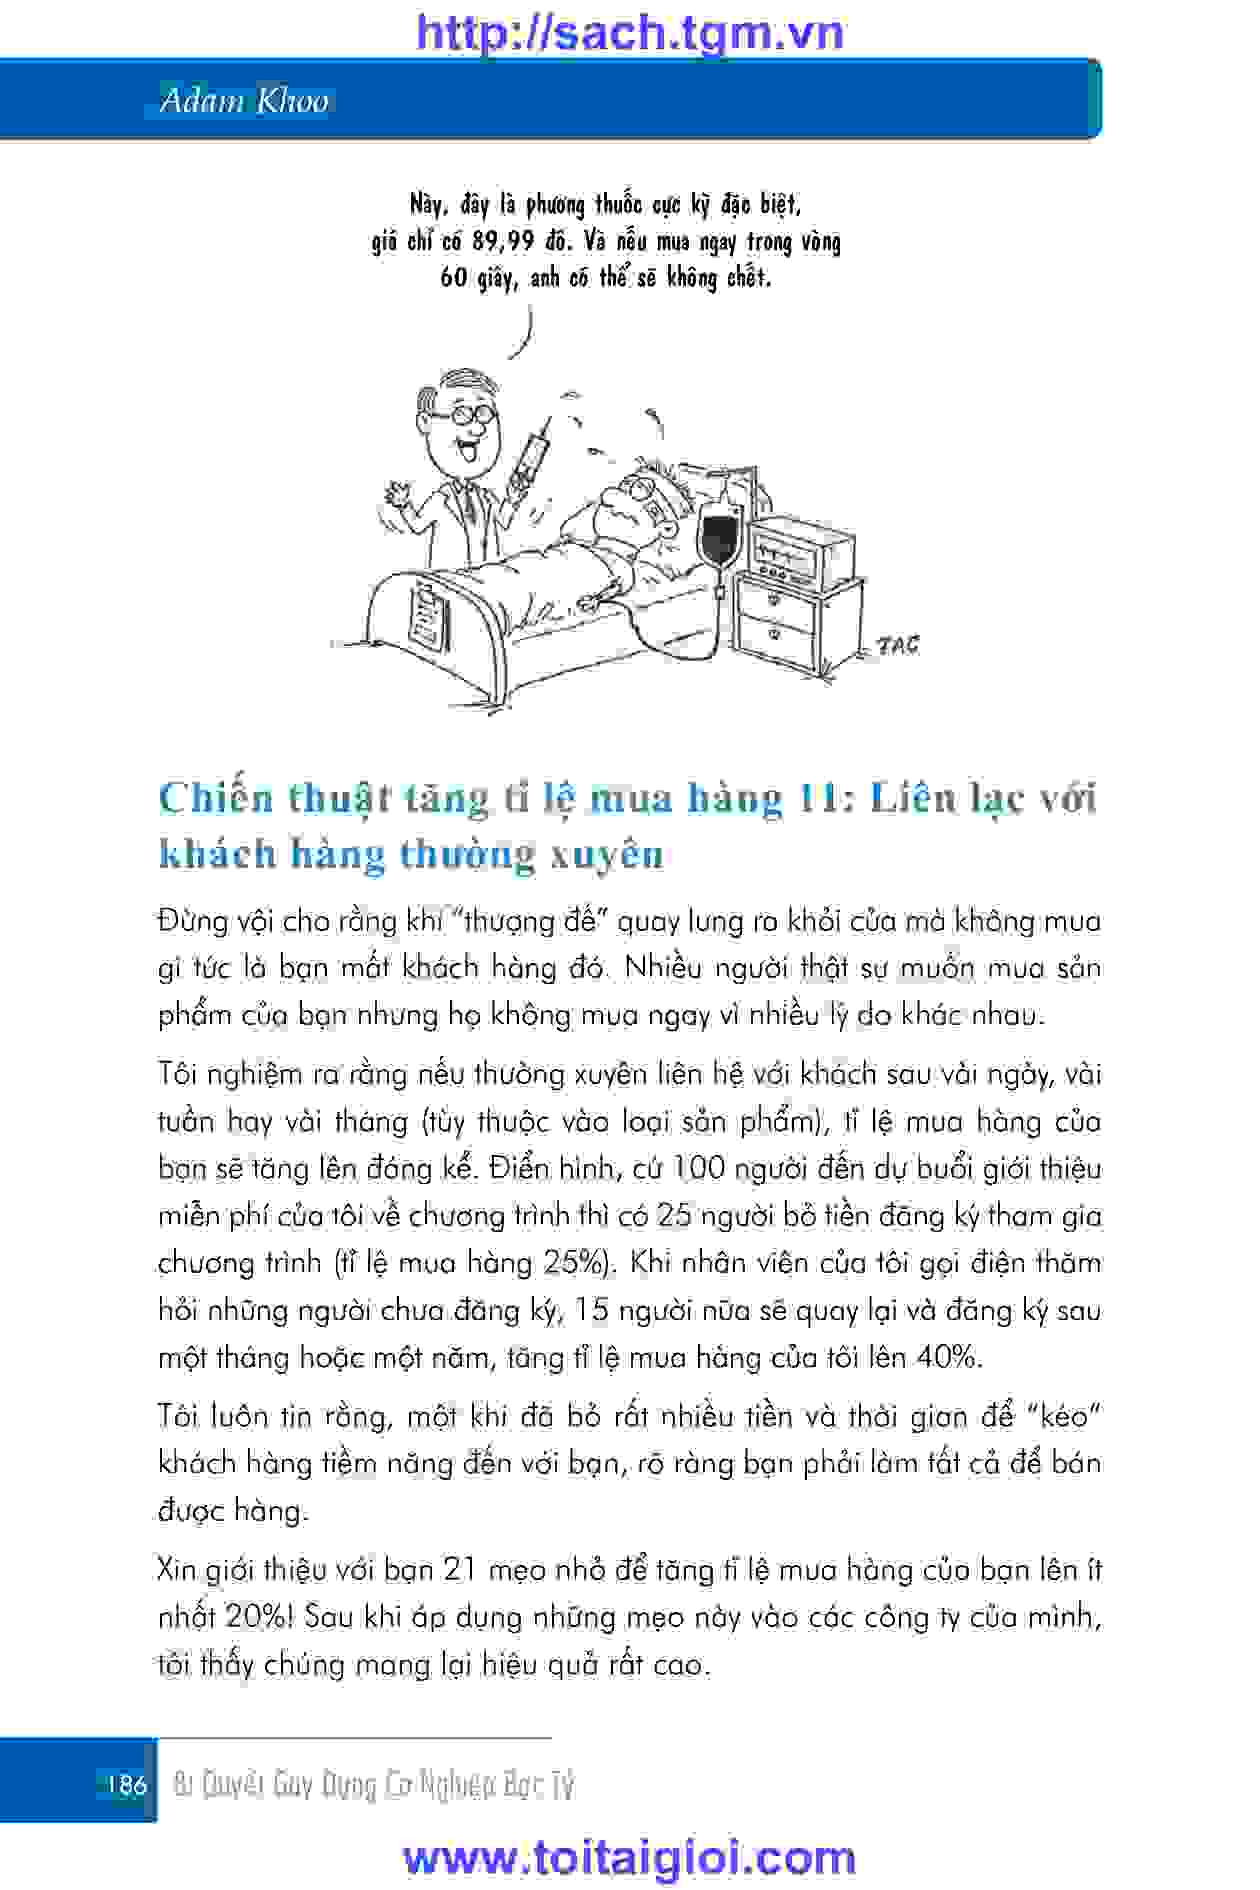 http://sach.tgm.vn
Adam Khoo
Này, đây là phương thuốc cực kỳ đặc biệt,
giá chỉ có 89,99 đô. Và nếu mua ngay trong vòng
60 giây, anh có thể sẽ không chết.
TAC
Chiến thuật tăng tỉ lệ mua hàng 11: Liên lạc với
khách hàng thường xuyên
Đừng vội cho rằng khi “thượng đế” quay lưng ra khỏi cửa mà không mua
gì tức là bạn mất khách hàng đó. Nhiều người thật sự muốn mua sản
phẩm của bạn nhưng họ không mua ngay vì nhiều lý do khác nhau.
Tôi nghiệm ra rằng nếu thường xuyên liên hệ với khách sau vài ngày, vài
tuần hay vài tháng (tùy thuộc vào loại sản phẩm), tỉ lệ mua hàng của
bạn sẽ tăng lên đáng kể. Điển hình, cứ 100 người đến dự buổi giới thiệu
miễn phí của tôi về chương trình thì có 25 người bỏ tiền đăng ký tham gia
chương trình (tỉ lệ mua hàng 25%). Khi nhân viên của tôi gọi điện thăm
hỏi những người chưa đăng ký, 15 người nữa sẽ quay lại và đăng ký sau
một tháng hoặc một năm, tăng tỉ lệ mua hàng của tôi lên 40%.
Tôi luôn tin rằng, một khi đã bỏ rất nhiều tiền và thời gian để “kéo”
khách hàng tiềm năng đến với bạn, rõ ràng bạn phải làm tất cả để bán
được hàng.
Xin giới thiệu với bạn 21 mẹo nhỏ để tăng tỉ lệ mua hàng của bạn lên ít
nhất 20%! Sau khi áp dụng những mẹo này vào các công ty của mình,
tôi thấy chúng mang lại hiệu quả rất cao.
186 Bí Quyết Gây Dựng Cơ Nghiệp Bạc Tỷ
www.toitaigioi.com